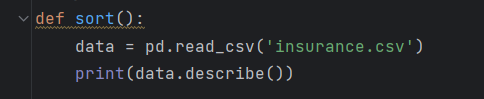 def sort():
    data = pd.read_csv('insurance.csv')
    print(data.describe())